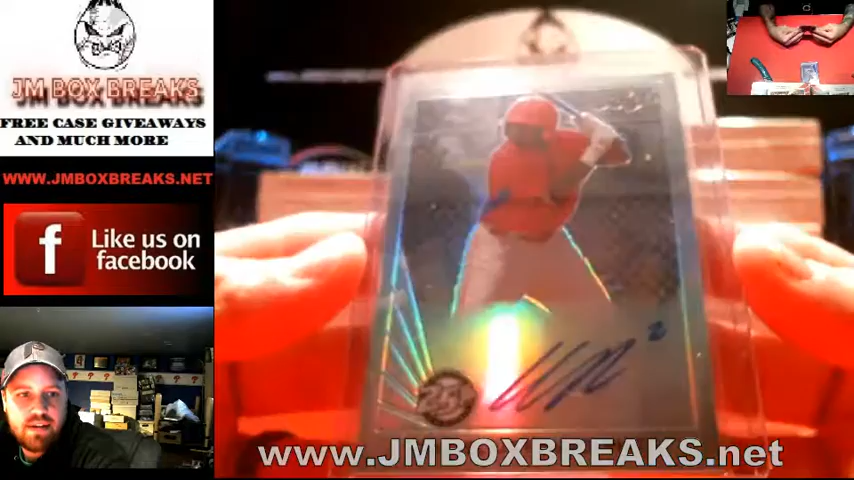 JM BOX BREAKS
FREE CASE GIVEAWAYS
AND MUCH MORE
WWW.JMBOXBREAKS.NET
f Like us on
facebook
www.JMBOXBREAKS.net